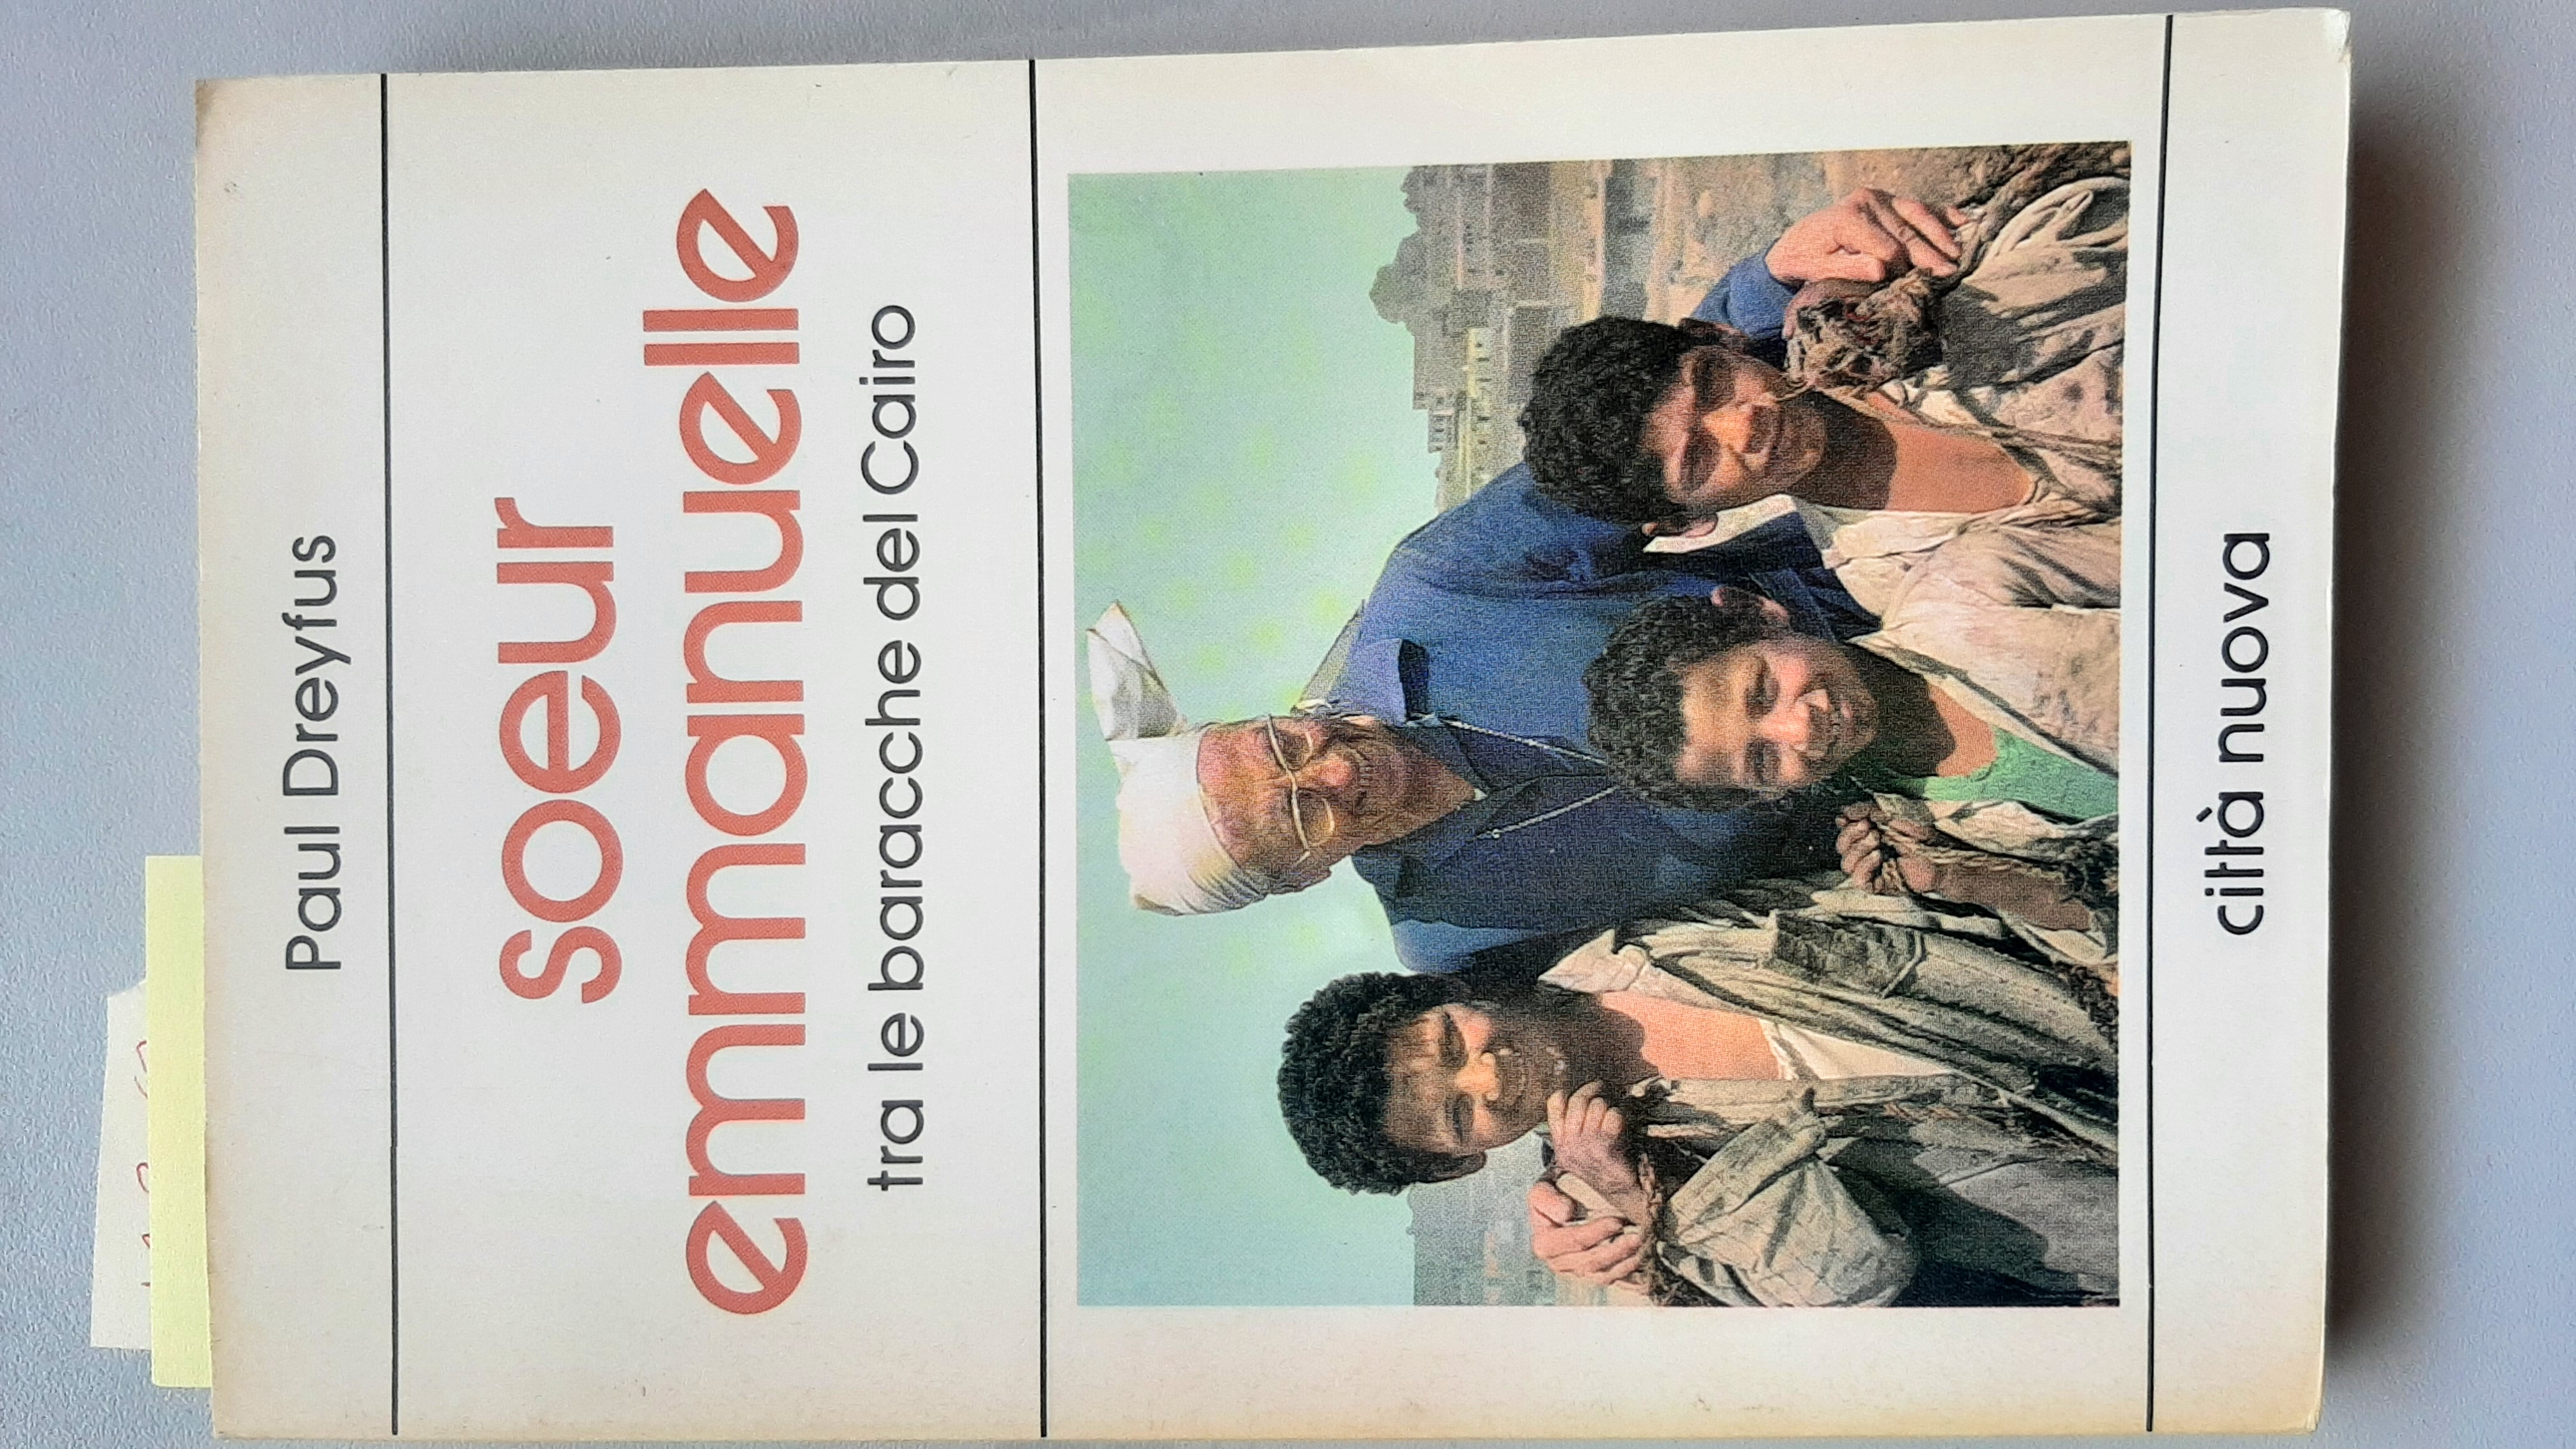 Paul Dreyfus
soeur
emmanuelle
tra le baracche del Cairo
città nuova